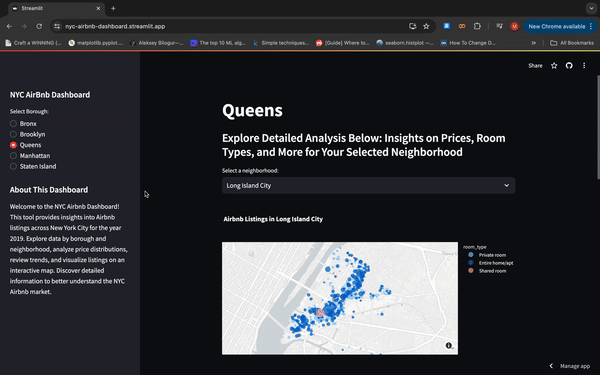 Streamlit
nyc-airbnb-dashboard.streamlit.app
New Chrome available
Craft a WINNING (...
matplotlib.pyplot....
Aleksey Bilogur—...
The top 10 ML alg...
Simple techniques...
[Guide] Where to...
seaborn.histplot —...
How To Change D...
All Bookmarks
Share
NYC AirBnb Dashboard
Select Borough:
Bronx
Brooklyn
Queens
Manhattan
Staten Island
About This Dashboard
Welcome to the NYC Airbnb Dashboard!
This tool provides insights into Airbnb
listings across New York City for the year
2019. Explore data by borough and
neighborhood, analyze price distributions,
review trends, and visualize listings on an
interactive map. Discover detailed
information to better understand the NYC
Airbnb market.
Queens
Explore Detailed Analysis Below: Insights on Prices, Room
Types, and More for Your Selected Neighborhood
Select a neighborhood:
Long Island City
Airbnb Listings in Long Island City
room_type
Private room
Entire home/apt
Shared room
Manage app